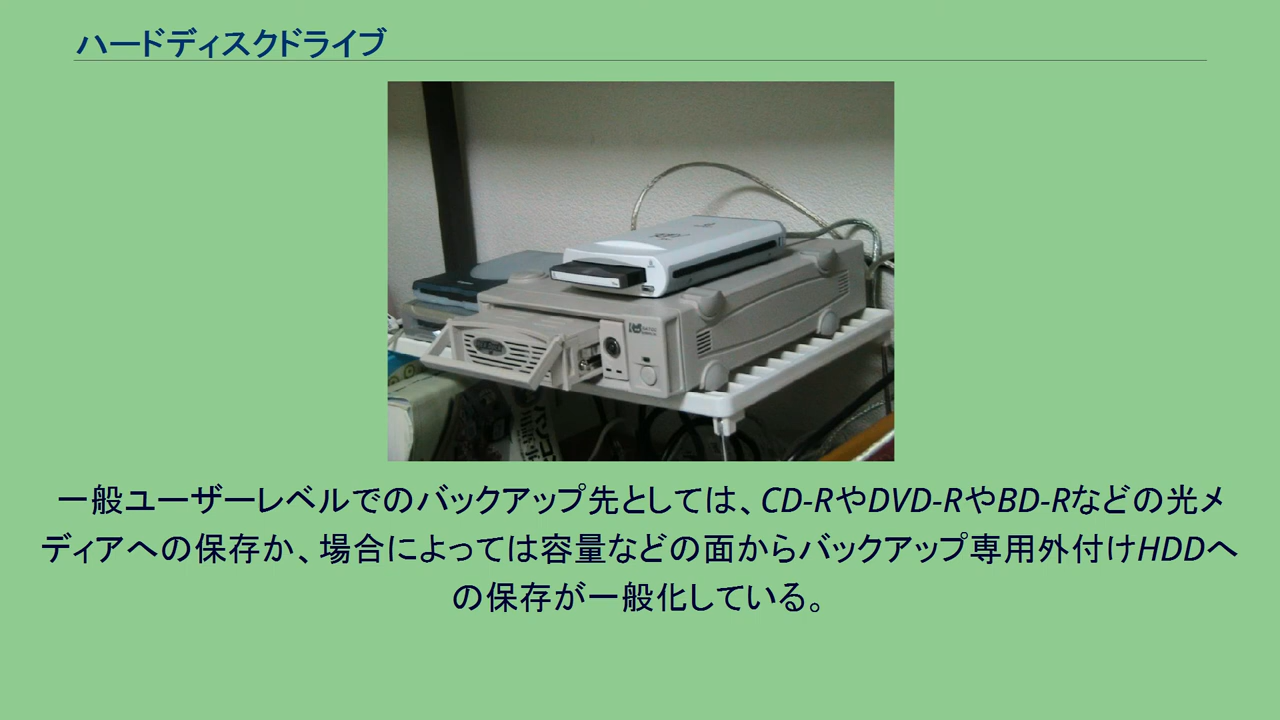 ハードディスクドライブ
一般ユーザーレベルでのバックアップ先としては、CD-RやDVD-RやBD-Rなどの光メ
ディアへの保存か、場合によっては容量などの面からバックアップ専用外付けHDDへ
の保存が一般化している。